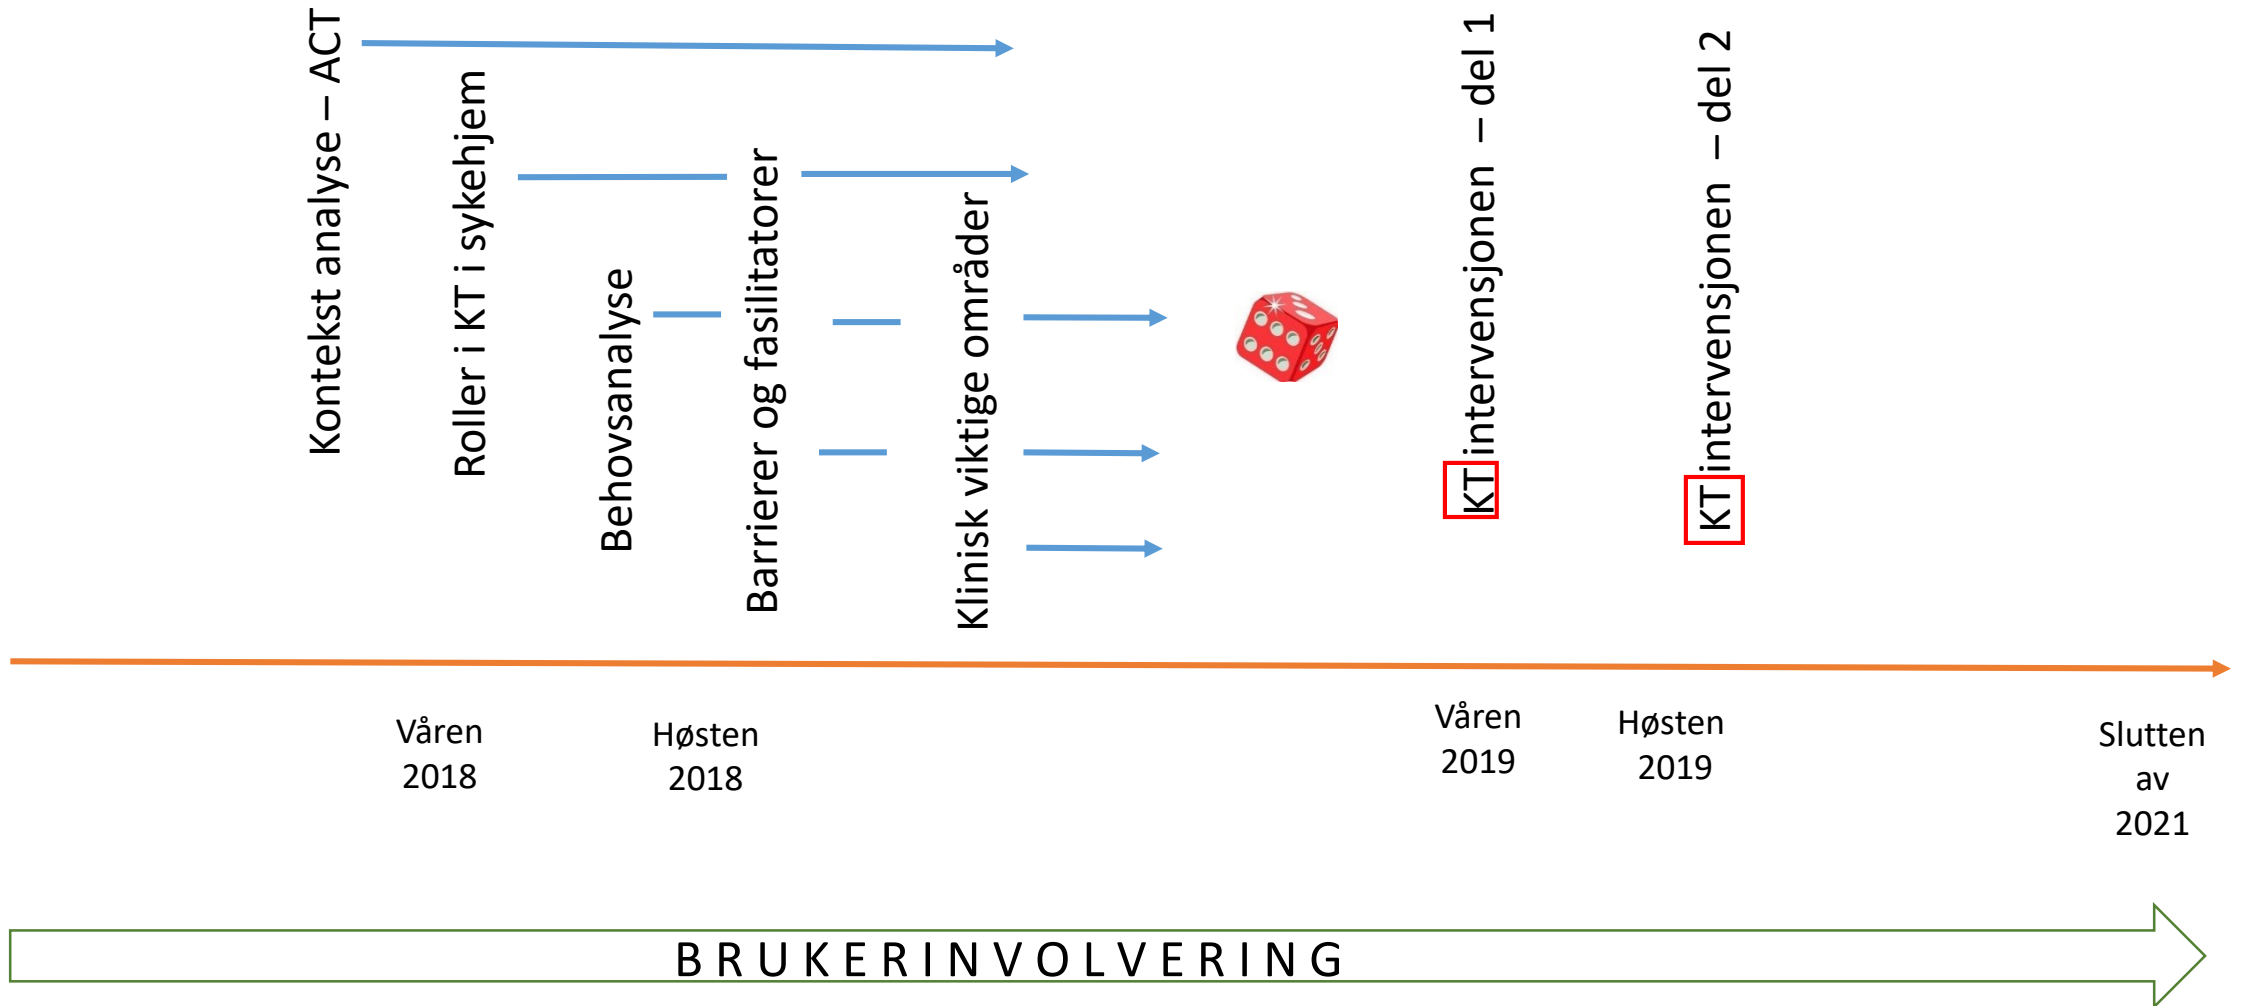 Kontekst analyse – ACT
Roller i KT i sykehjem
Behovsanalyse
Barrierer og fasilitatorer
Klinisk viktige områder
KT intervensjonen – del 1
KT intervensjonen – del 2
Våren
2018
Høsten
2018
Våren
2019
Høsten
2019
Slutten
av
2021
BRUKERINVOLVERING